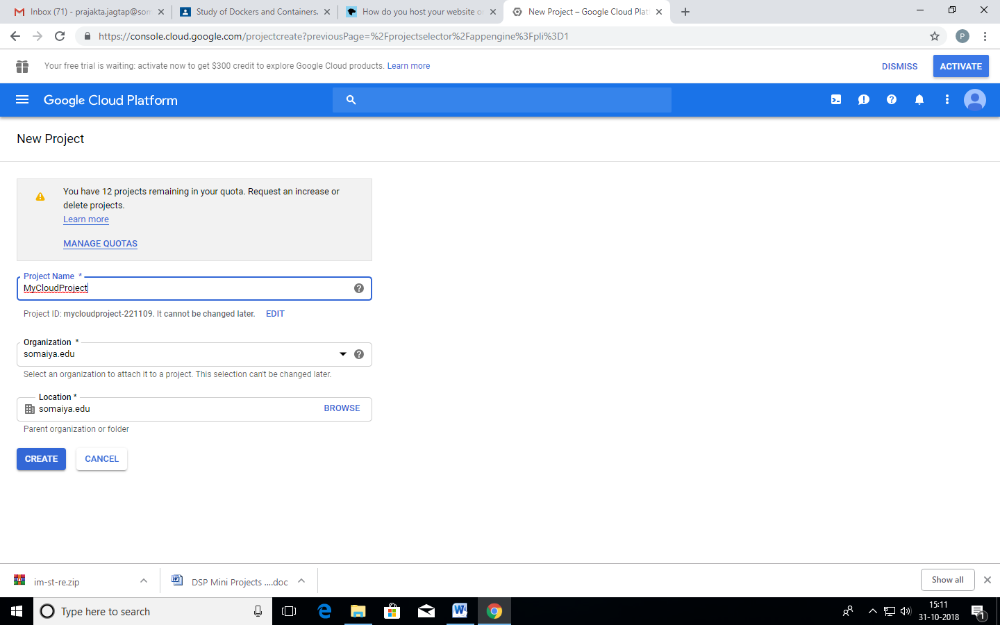 Inbox (71) - prajakta.jagtap@som
Study of Dockers and Containers.
How do you host your website o
New Project – Google Cloud Plat
https://console.cloud.google.com/projectcreate?previousPage=%2Fprojectselector%2Fappengine%3Fpli%3D1
P
Your free trial is waiting: activate now to get $300 credit to explore Google Cloud products. Learn more
DISMISS
ACTIVATE
Google Cloud Platform
New Project
You have 12 projects remaining in your quota. Request an increase or
delete projects.
Learn more
MANAGE QUOTAS
Project Name *
MyCloudProject
Project ID: mycloudproject-221109. It cannot be changed later. EDIT
Organization *
somaiya.edu
Select an organization to attach it to a project. This selection can't be changed later.
Location *
somaiya.edu
BROWSE
Parent organization or folder
CREATE
CANCEL
im-st-re.zip
DSP Mini Projects ....doc
Show all
Type here to search
15:11
31-10-2018
1